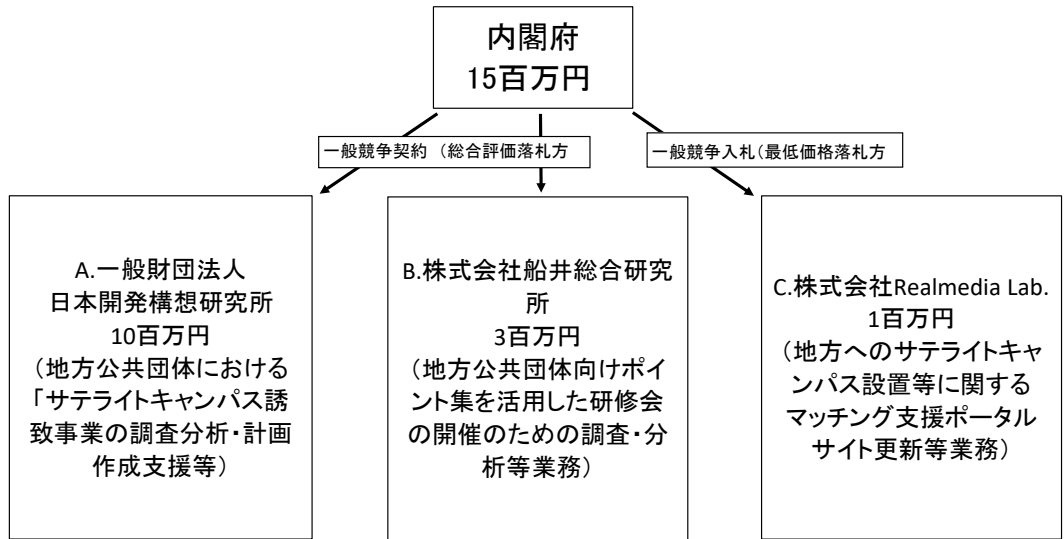 内閣府
15百万円
一般競争契約 （総合評価落札方
一般競争入札（最低価格落札方
A.一般財団法人
日本開発構想研究所
10百万円
（地方公共団体における
「サテライトキャンパス誘
致事業の調査分析・計画
作成支援等）
B.株式会社船井総合研究
所
3百万円
（地方公共団体向けポイ
ント集を活用した研修会
の開催のための調査・分
析等業務）
C.株式会社Realmedia Lab.
1百万円
（地方へのサテライトキャ
ンパス設置等に関する
マッチング支援ポータル
サイト更新等業務）